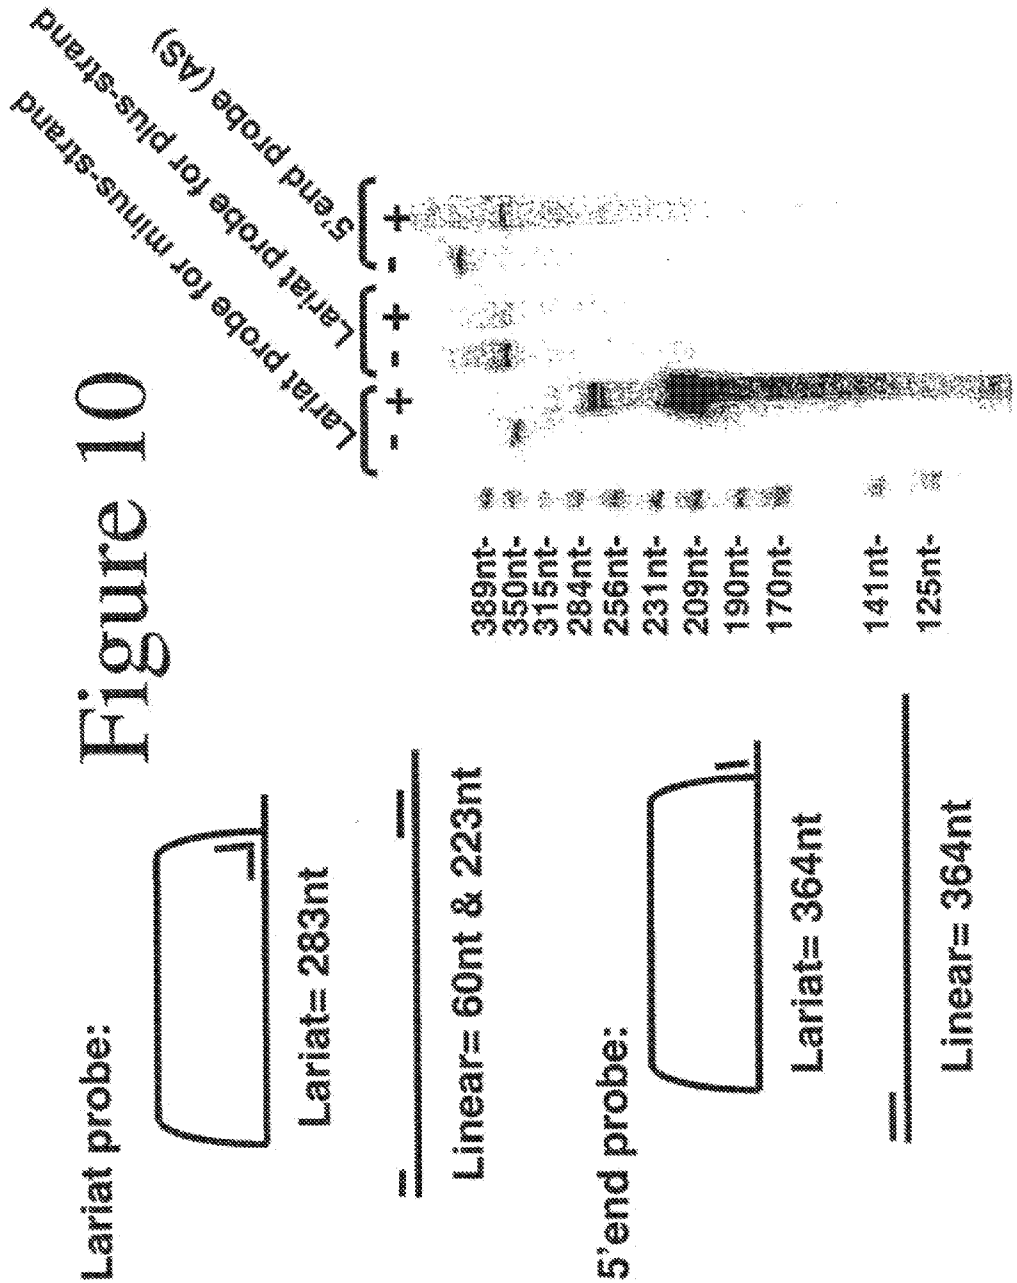 Figure 10
Lariat probe:
Lariat= 283nt
Linear= 60nt & 223nt
5'end probe:
Lariat= 364nt
Linear= 364nt
Lariat probe for minus-strand
Lariat probe for plus-strand
5'end probe (AS)
- + - + - +
389nt-
350nt-
315nt-
284nt-
256nt-
231nt-
209nt-
190nt-
170nt-
141nt-
125nt-